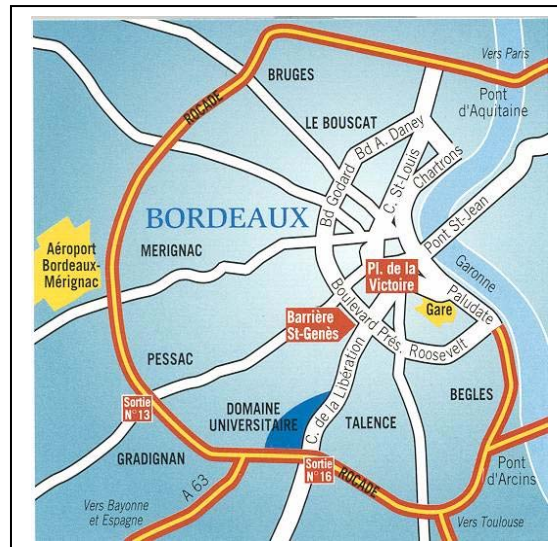 Vers Paris
BRUGES
Pont
d'Aquitaine
ROCADE
LE BOUSCAT
Bd A. Daney
Bd Godard
C. St-Louis
Chartrons
BORDEAUX
Pont St-Jean
Aéroport
Bordeaux-
Mérignac
MERIGNAC
Garonne
Pl. de la
Victoire
Gare
Paludate
Barrière
St-Genès
Boulevard Prés. Roosevelt
PESSAC
C. de la Libération
BEGLES
Sortie
N°13
DOMAINE
UNIVERSITAIRE
TALENCE
GRADIGNAN
Sortie
N°16
ROCADE
Pont
d'Arcins
A 63
Vers Bayonne
et Espagne
Vers Toulouse